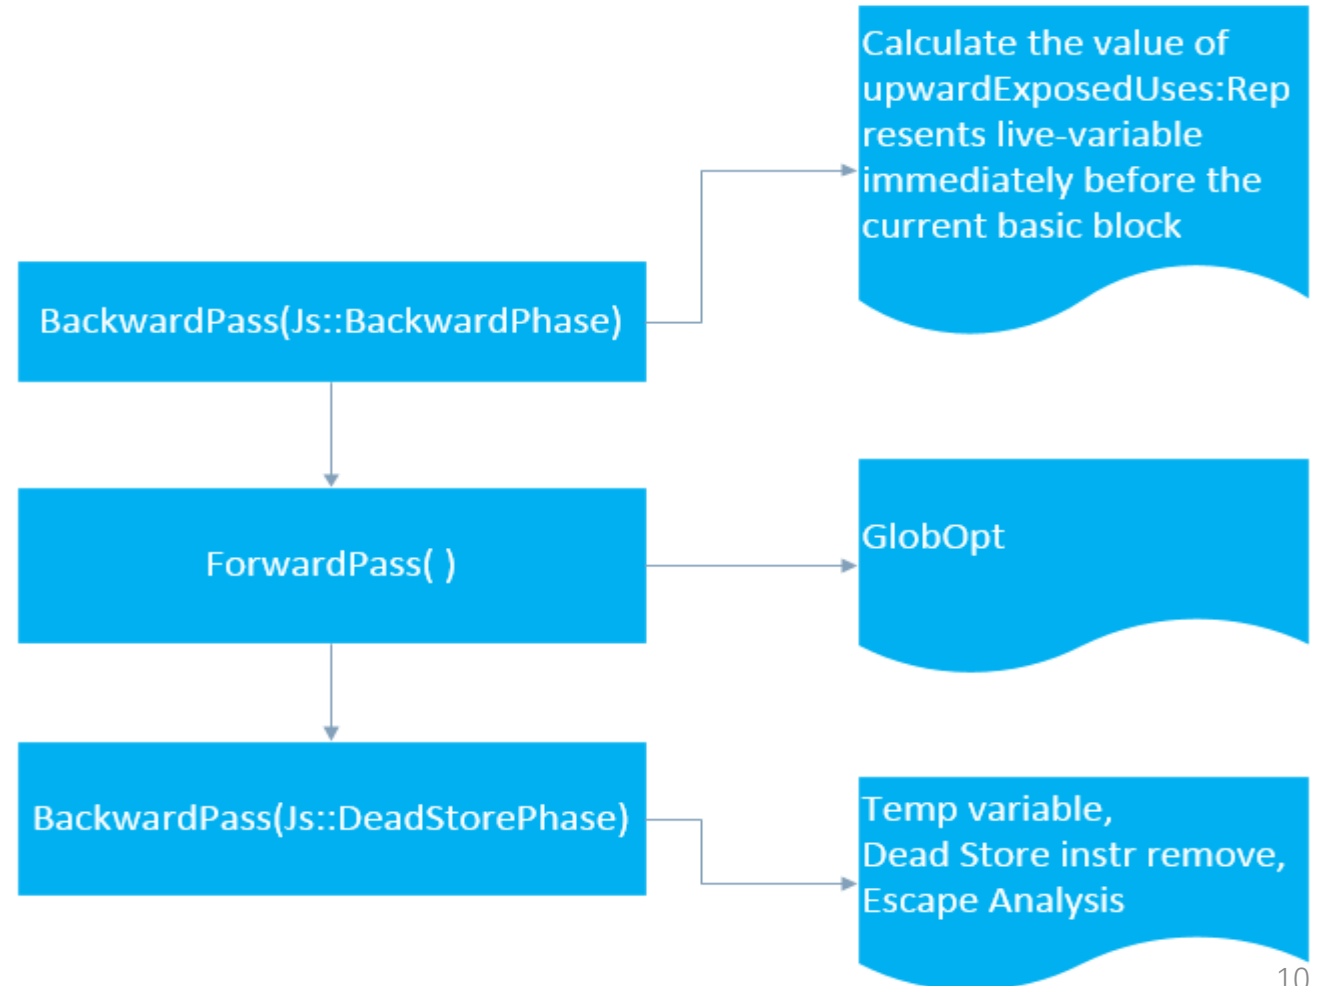 Calculate the value of
upwardExposedUses:Rep
resents live-variable
immediately before the
current basic block
BackwardPass(Js::BackwardPhase)
ForwardPass( )
GlobOpt
BackwardPass(Js::DeadStorePhase)
Temp variable,
Dead Store instr remove,
Escape Analysis
10